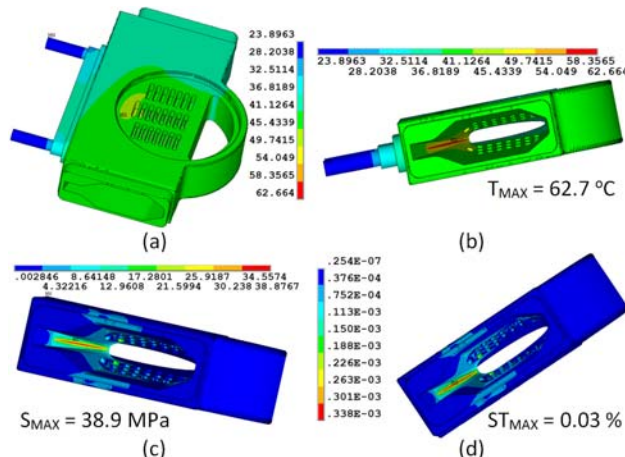 23.8963
28.2038
32.5114
36.8189
41.1264
45.4339
49.7415
54.049
58.3565
62.664
(a)
23.8963 32.5114 41.1264 49.7415 58.3565
28.2038 36.8189 45.4339 54.049 62.664
TMAX = 62.7 °C
(b)
.002846 8.64148 17.2801 25.9187 34.5574
4.32216 12.9608 21.5994 30.238 38.8767
SMAX = 38.9 MPa
(c)
.254E-07
.376E-04
.752E-04
.113E-03
.150E-03
.188E-03
.226E-03
.263E-03
.301E-03
.338E-03
STMAX = 0.03 %
(d)